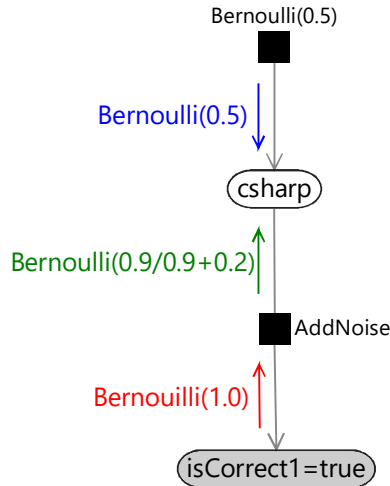 Bernoulli(0.5)
Bernoulli(0.5)
csharp
Bernoulli(0.9/0.9+0.2)
AddNoise
Bernouilli(1.0)
isCorrect1=true